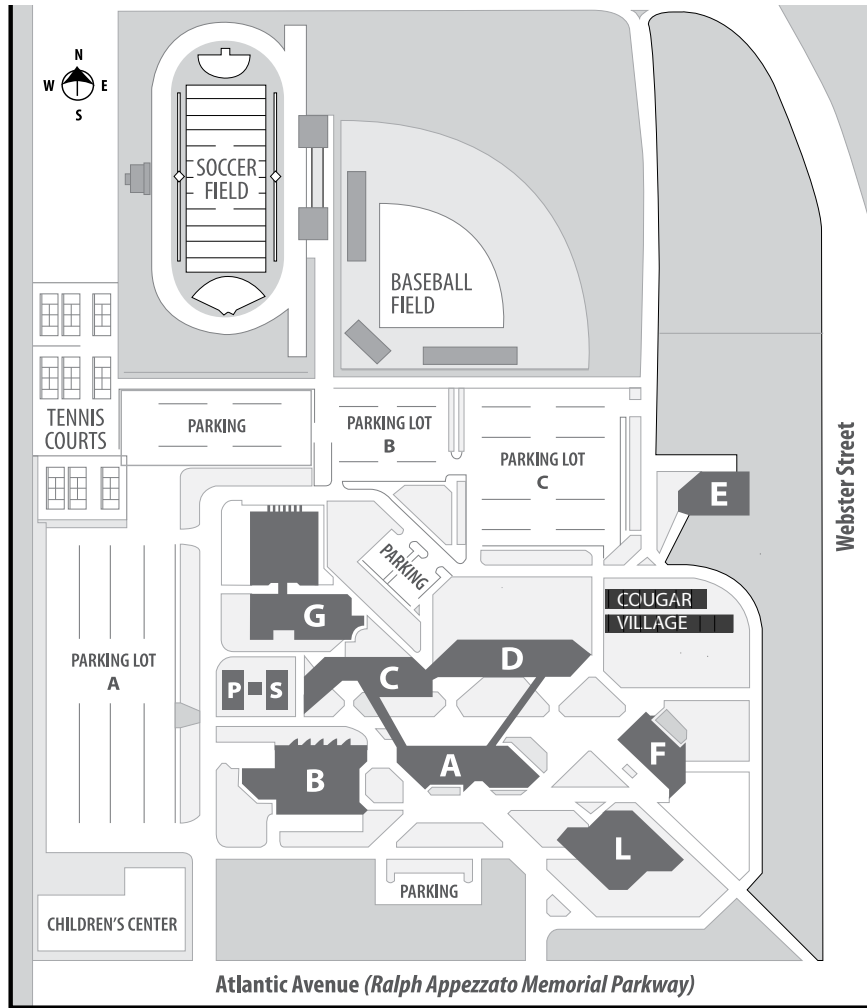 N
W E
S
SOCCER
FIELD
BASEBALL
FIELD
TENNIS
COURTS
PARKING
PARKING LOT
B
PARKING LOT
C
E
Webster Street
PARKING
COUGAR
VILLAGE
G
D
C
PARKING LOT
A
P S
F
A
B
L
PARKING
CHILDREN'S CENTER
Atlantic Avenue (Ralph Appezzato Memorial Parkway)